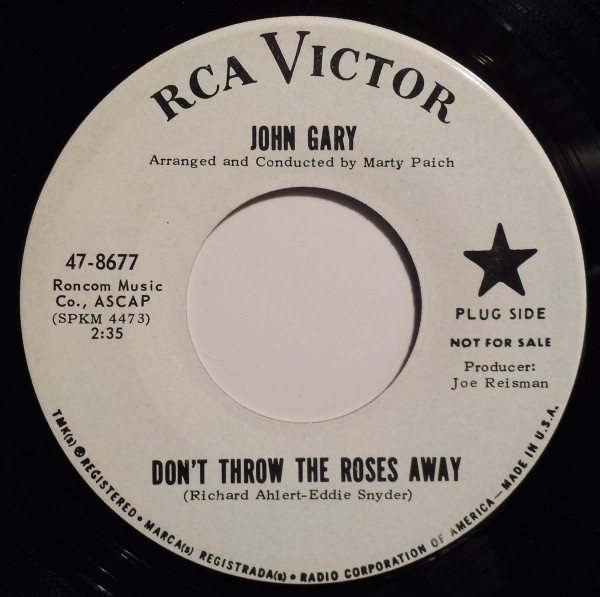 RCA VICTOR
JOHN GARY
Arranged and Conducted by Marty Paich
47-8677
Roncom Music
Co., ASCAP
(SPKM 4473)
2:35
PLUG SIDE
NOT FOR SALE
Producer:
Joe Reisman
DON'T THROW THE ROSES AWAY
(Richard Ahlert-Eddie Snyder)
TMK(s) ® REGISTERED • MARCA(s) REGISTRADA(s) • RADIO CORPORATION OF AMERICA—MADE IN U.S.A.